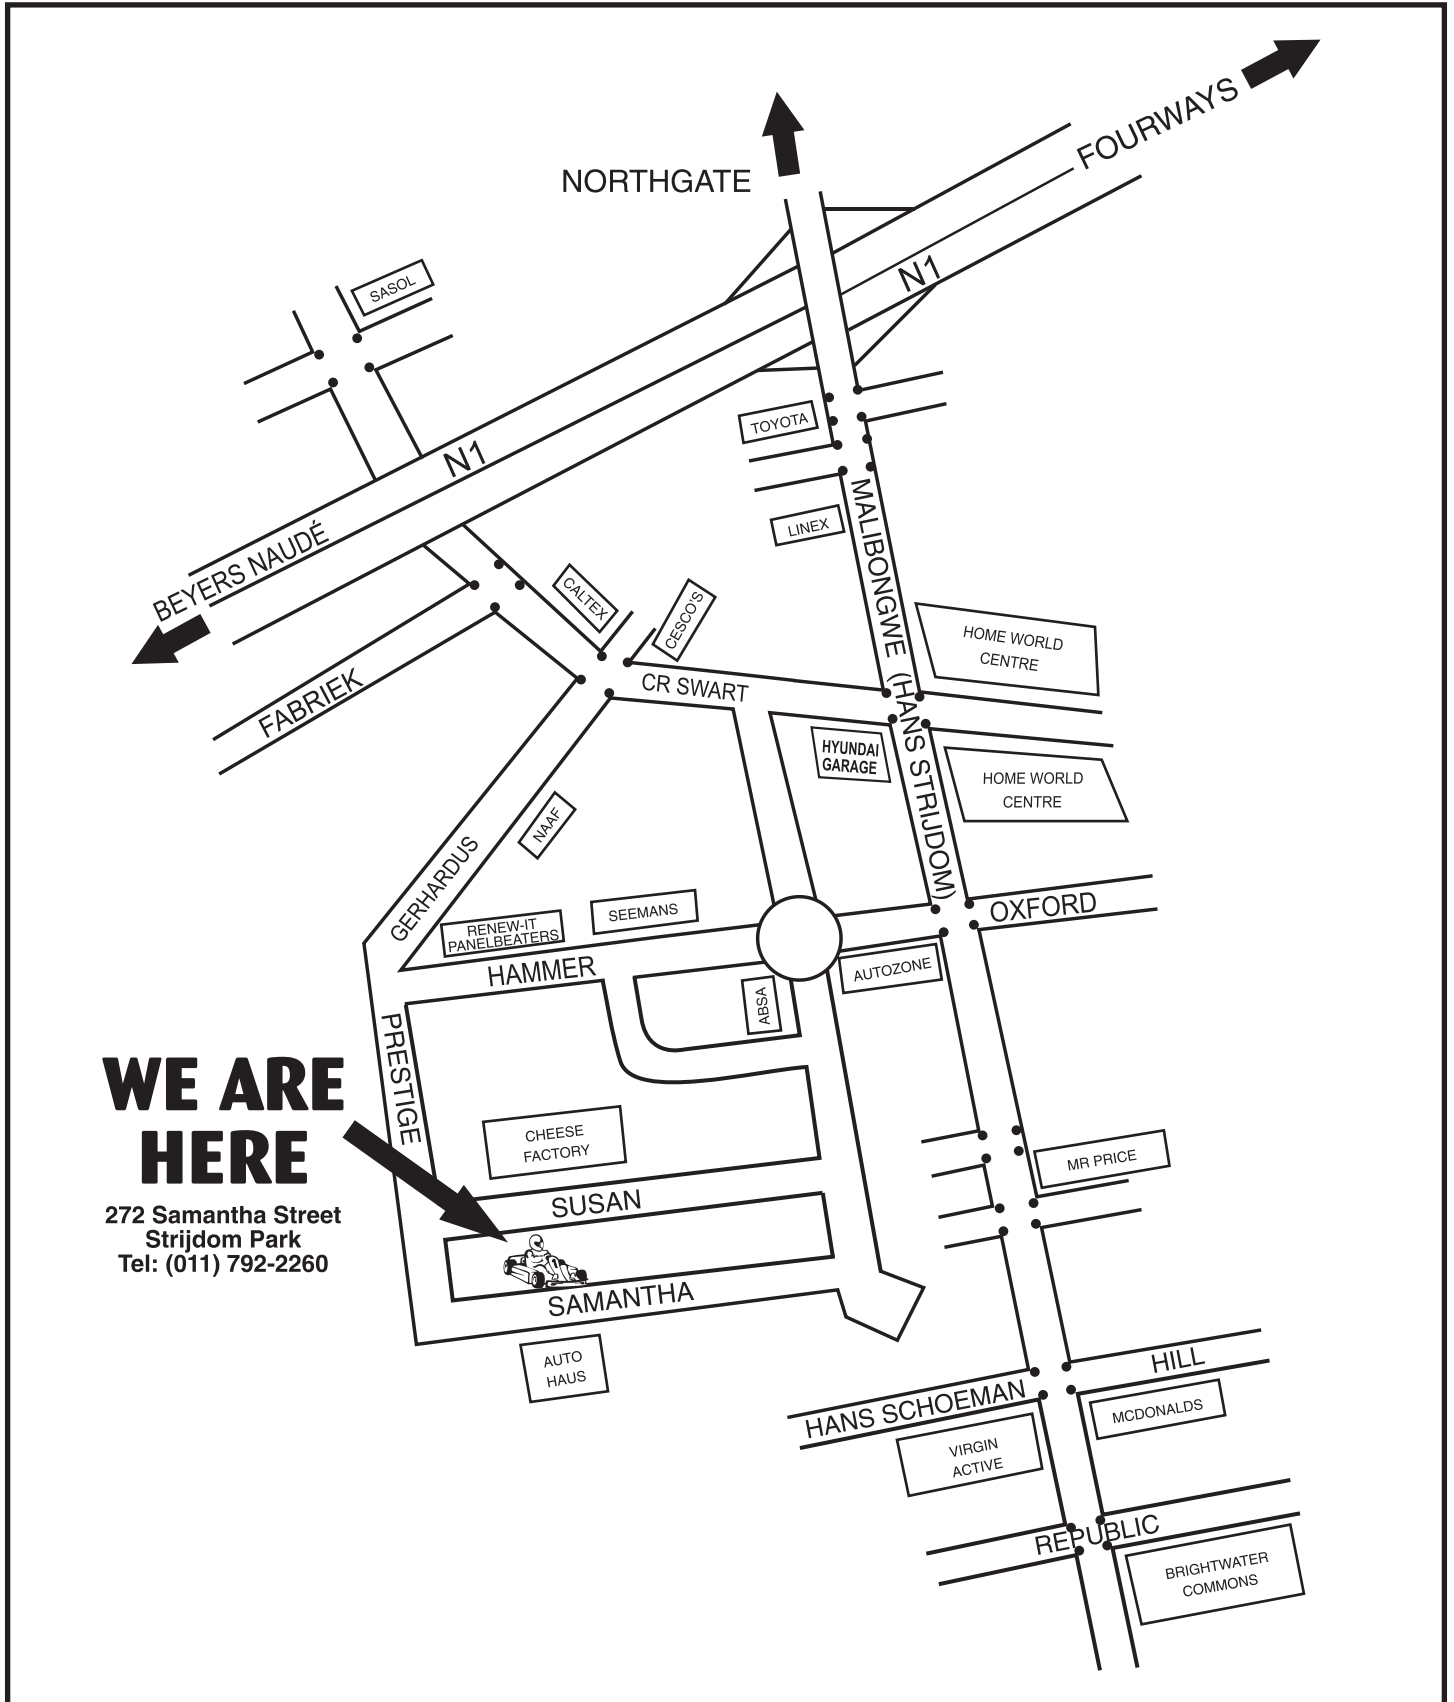 FOURWAYS
NORTHGATE
N1
SASOL
TOYOTA
N1
MALIBONGWE (HANS STRIJDOM)
LINEX
BEYERS NAUDÉ
CALTEX
CESCO'S
HOME WORLD
CENTRE
FABRIEK
CR SWART
HYUNDAI
GARAGE
HOME WORLD
CENTRE
NAAF
GERHARDUS
RENEW-IT
PANELBEATERS
SEEMANS
OXFORD
HAMMER
AUTOZONE
ABSA
PRESTIGE
WE ARE
HERE
272 Samantha Street
Strijdom Park
Tel: (011) 792-2260
CHEESE
FACTORY
MR PRICE
SUSAN
SAMANTHA
AUTO
HAUS
HILL
HANS SCHOEMAN
MCDONALDS
VIRGIN
ACTIVE
REPUBLIC
BRIGHTWATER
COMMONS